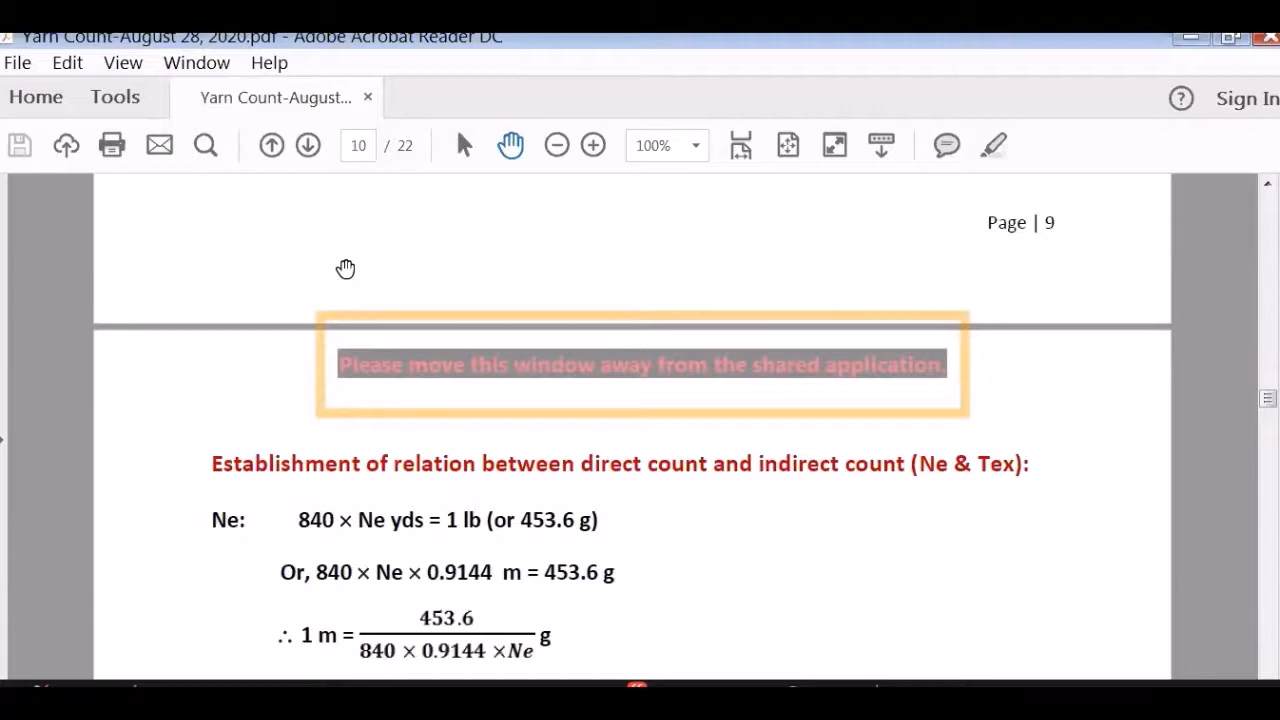 Yarn Count-August 28, 2020.pdf - Adobe Acrobat Reader DC
File Edit View Window Help
Home Tools Yarn Count-August... × Sign In
10 / 22 100%
Page | 9
Please move this window away from the shared application.
Establishment of relation between direct count and indirect count (Ne & Tex):
Ne: 840 × Ne yds = 1 lb (or 453.6 g)
Or, 840 × Ne × 0.9144 m = 453.6 g
∴ 1 m = 453.6 / 840 × 0.9144 ×Ne g